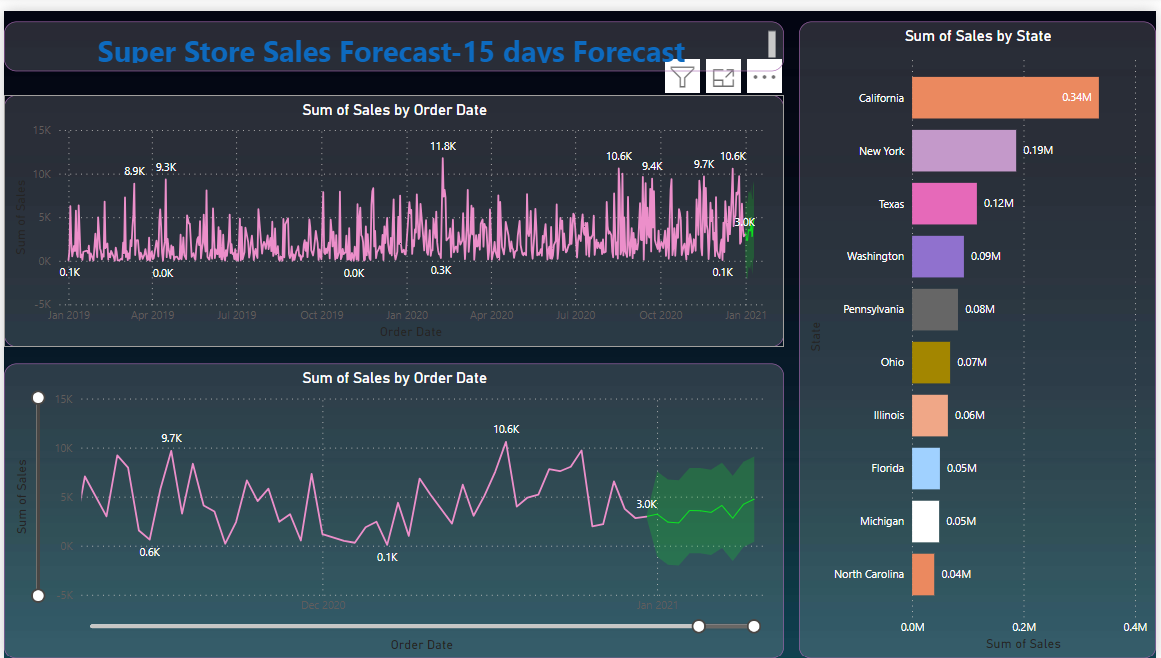 Super Store Sales Forecast-15 days Forecast
Sum of Sales by Order Date
15K
10K
5K
0K
-5K
Sum of Sales
8.9K
9.3K
11.8K
10.6K
9.4K
9.7K
10.6K
3.0K
0.1K
0.0K
0.0K
0.3K
0.1K
Jan 2019
Apr 2019
Jul 2019
Oct 2019
Jan 2020
Apr 2020
Jul 2020
Oct 2020
Jan 2021
Order Date
Sum of Sales by Order Date
15K
10K
5K
0K
-5K
Sum of Sales
9.7K
10.6K
3.0K
0.6K
0.1K
Dec 2020
Jan 2021
Order Date
Sum of Sales by State
State
California 0.34M
New York 0.19M
Texas 0.12M
Washington 0.09M
Pennsylvania 0.08M
Ohio 0.07M
Illinois 0.06M
Florida 0.05M
Michigan 0.05M
North Carolina 0.04M
0.0M 0.2M 0.4M
Sum of Sales